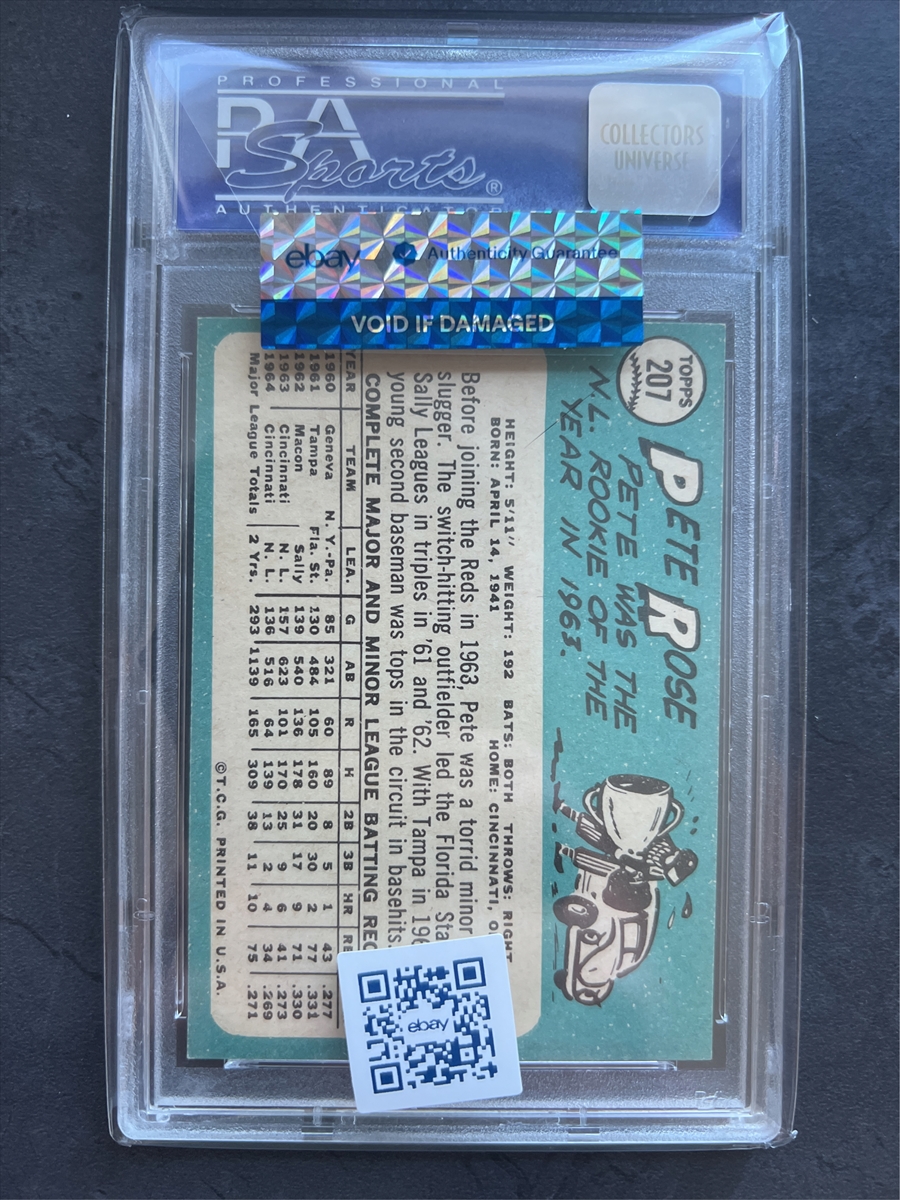 PROFESSIONAL
PSA
Sports®
AUTHENTICATOR
COLLECTORS
UNIVERSE
ebay Authenticity Guarantee
VOID IF DAMAGED
TOPPS
207
PETE ROSE
PETE WAS THE
N.L. ROOKIE OF THE
YEAR IN 1963.
HEIGHT: 5'11" WEIGHT: 192 BATS: BOTH THROWS: RIGHT
BORN: APRIL 14, 1941 HOME: CINCINNATI, O
Before joining the Reds in 1963, Pete was a torrid minor
slugger. The switch-hitting outfielder led the Florida Sta
Sally Leagues in triples in '61 and '62. With Tampa in 196
young second baseman was tops in the circuit in basehits.
COMPLETE MAJOR AND MINOR LEAGUE BATTING REC
YEAR TEAM LEA. G AB R H 2B 3B HR RB
1960 Geneva N. Y.-Pa. 85 321 60 89 8 5 1 43 .277
1961 Tampa Fla. St. 130 484 105 160 20 30 2 77 .331
1962 Macon Sally 139 540 136 178 31 17 9 71 .330
1963 Cincinnati N. L. 157 623 101 170 25 9 6 41 .273
1964 Cincinnati N. L. 136 516 64 139 13 2 4 34 .269
Major League Totals 2 Yrs. 293 1139 165 309 38 11 10 75 .271
©T.C.G. PRINTED IN U.S.A.
ebay